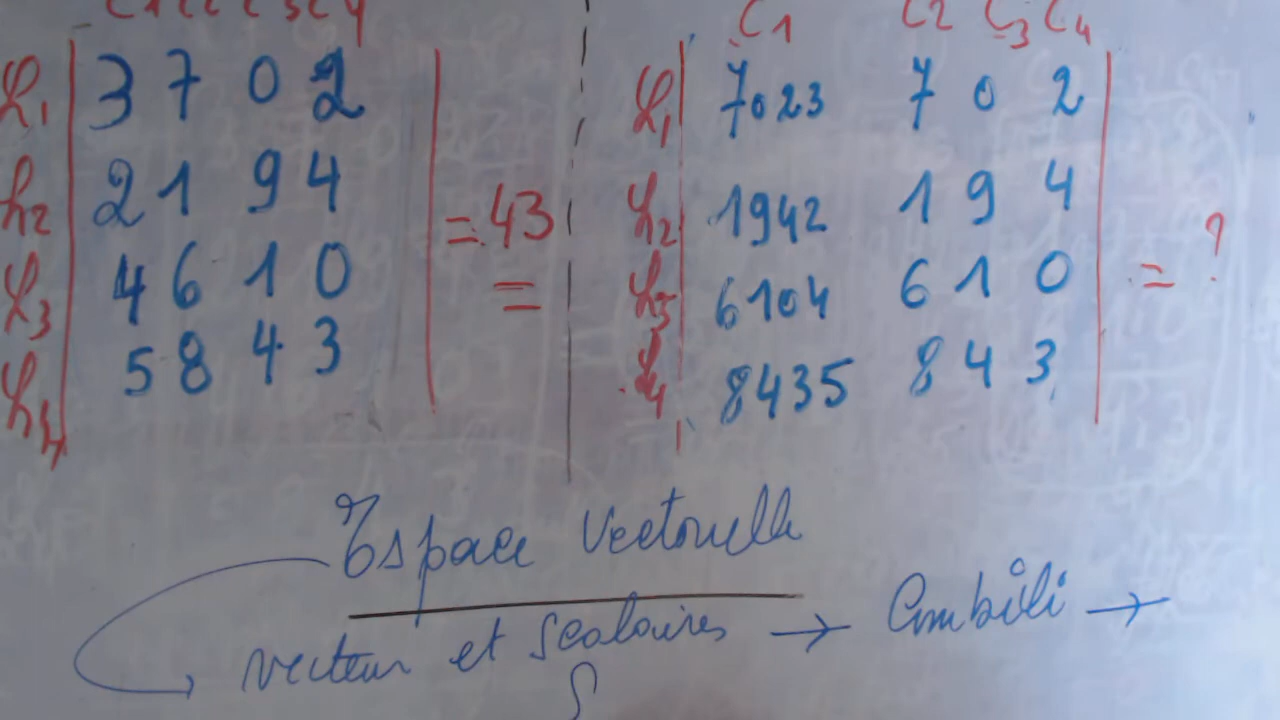 C1 C2 C3 C4
L1 | 3 7 0 2 |
L2 | 2 1 9 4 | = 43
L3 | 4 6 1 0 |
L4 | 5 8 4 3 |
C1 C2 C3 C4
L1 | 7023 7 0 2 |
L2 | 1942 1 9 4 |
L3 | 6104 6 1 0 | = ?
L4 | 8435 8 4 3 |
Espace Vectorielle
vecteur et scalaires → Combili →